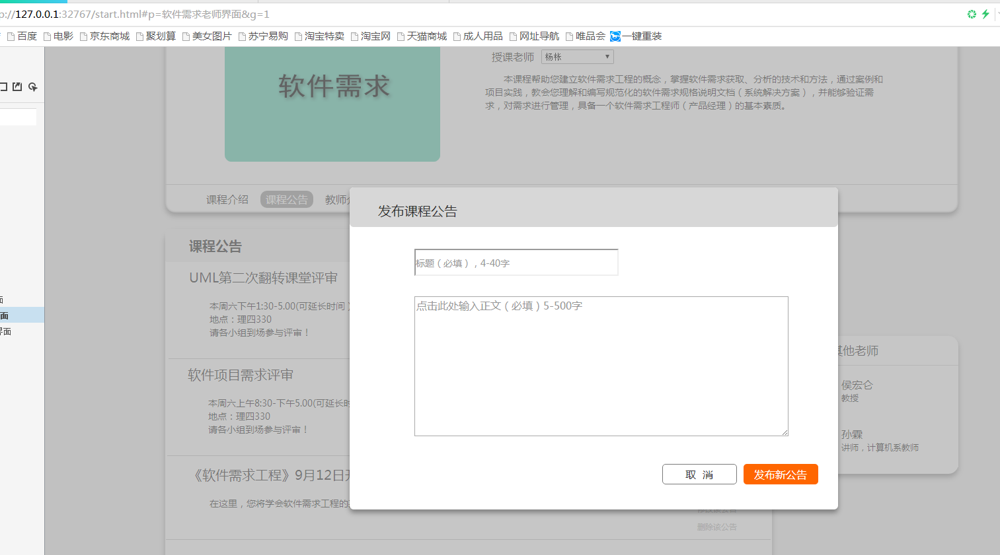 p://127.0.0.1:32767/start.html#p=软件需求老师界面&g=1
百度 电影 京东商城 聚划算 美女图片 苏宁易购 淘宝特卖 淘宝网 天猫商城 成人用品 网址导航 唯品会 一键重装
软件需求
授课老师 杨枨
本课程帮助您建立软件需求工程的概念，掌握软件需求获取、分析的技术和方法，通过案例和
项目实践，教会您理解和编写规范化的软件需求规格说明文档（系统解决方案），并能够验证需
求，对需求进行管理，具备一个软件需求工程师（产品经理）的基本素质。
课程介绍 课程公告 教师
发布课程公告
标题（必填），4-40字
点击此处输入正文（必填）5-500字
取 消 发布新公告
课程公告
UML第二次翻转课堂评审
本周六下午1:30-5.00(可延长时间）
地点：理四330
请各小组到场参与评审！
软件项目需求评审
本周六上午8:30-下午5.00(可延长时
地点：理四330
请各小组到场参与评审！
《软件需求工程》9月12日
在这里，您将学会软件需求工程的
修改该公告
删除该公告
其他老师
侯宏仑
教授
孙霖
讲师，计算机系教师
面
面
界面